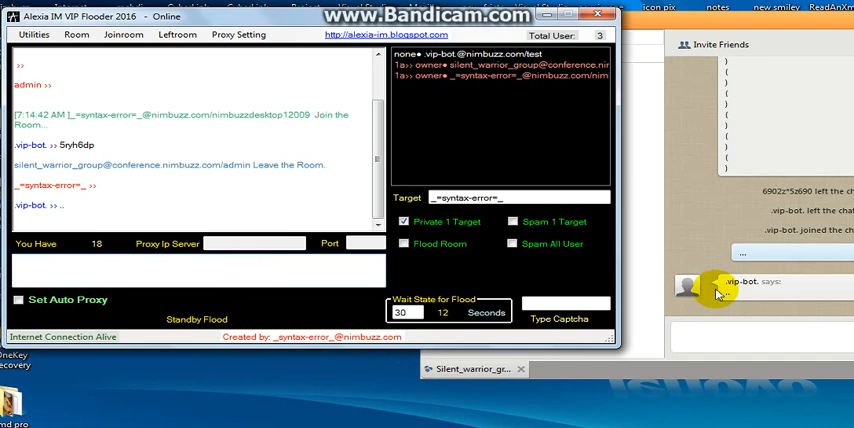 www.Bandicam.com
icon pix
new smiley
ReadAnXm
Alexia IM VIP Flooder 2016 - Online
Utilities Room Joinroom Leftroom Proxy Setting http://alexia-im.blogspot.com Total User: 3
>>
admin >>
[7:14:42 AM ]_=syntax-error=_@nimbuzz.com/nimbuzzdesktop12009 Join the
Room...
.vip-bot. >> 5ryh6dp
silent_warrior_group@conference.nimbuzz.com/admin Leave the Room.
_=syntax-error=_ >>
.vip-bot. >> ..
none● .vip-bot.@nimbuzz.com/test
1a>> owner● silent_warrior_group@conference.nir
1a>> owner● _=syntax-error=_@nimbuzz.com/nim
Target _=syntax-error=_
Private 1 Target Spam 1 Target
Flood Room Spam All User
You Have 18 Proxy Ip Server Port
Set Auto Proxy
Standby Flood
Wait State for Flood
30 12 Seconds
Type Captcha
Internet Connection Alive Created by: _syntax-error_@nimbuzz.com
Invite Friends
)
(
)
(
)
(
)
(
)
(
)
6902z*5z690 left the cha
.vip-bot. left the chat
.vip-bot. joined the ch
...
.vip-bot. says:
..
Silent_warrior_gr...
OneKey
Recovery
md pro